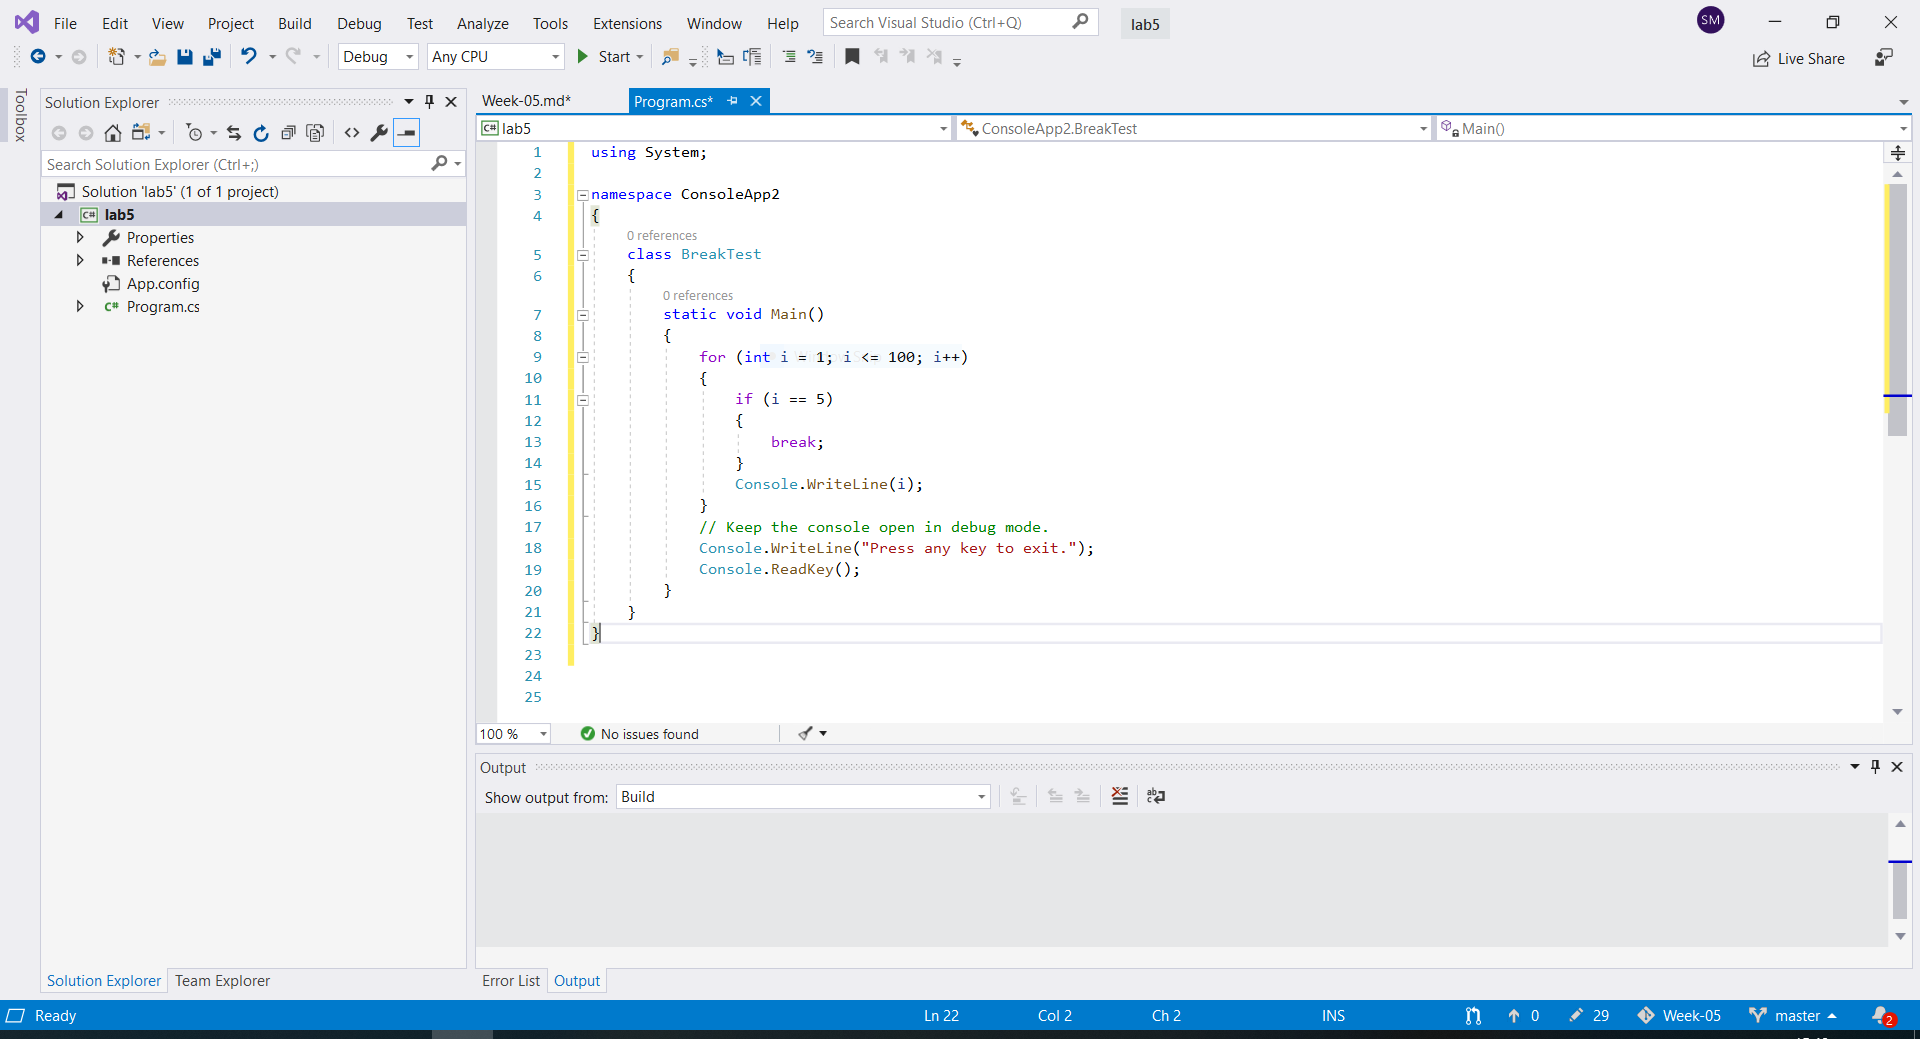 File Edit View Project Build Debug Test Analyze Tools Extensions Window Help Search Visual Studio (Ctrl+Q) lab5 SM
Debug Any CPU Start Live Share
Toolbox
Solution Explorer
Search Solution Explorer (Ctrl+;)
Solution 'lab5' (1 of 1 project)
C# lab5
Properties
References
App.config
C# Program.cs
Solution Explorer Team Explorer
Week-05.md* Program.cs*
C# lab5 ConsoleApp2.BreakTest Main()
1 using System;
2
3 namespace ConsoleApp2
4 {
0 references
5 class BreakTest
6 {
0 references
7 static void Main()
8 {
9 for (int i = 1; i <= 100; i++)
10 {
11 if (i == 5)
12 {
13 break;
14 }
15 Console.WriteLine(i);
16 }
17 // Keep the console open in debug mode.
18 Console.WriteLine("Press any key to exit.");
19 Console.ReadKey();
20 }
21 }
22 }
23
24
25
100 % No issues found
Output
Show output from: Build
Error List Output
Ready Ln 22 Col 2 Ch 2 INS 0 29 Week-05 master 2